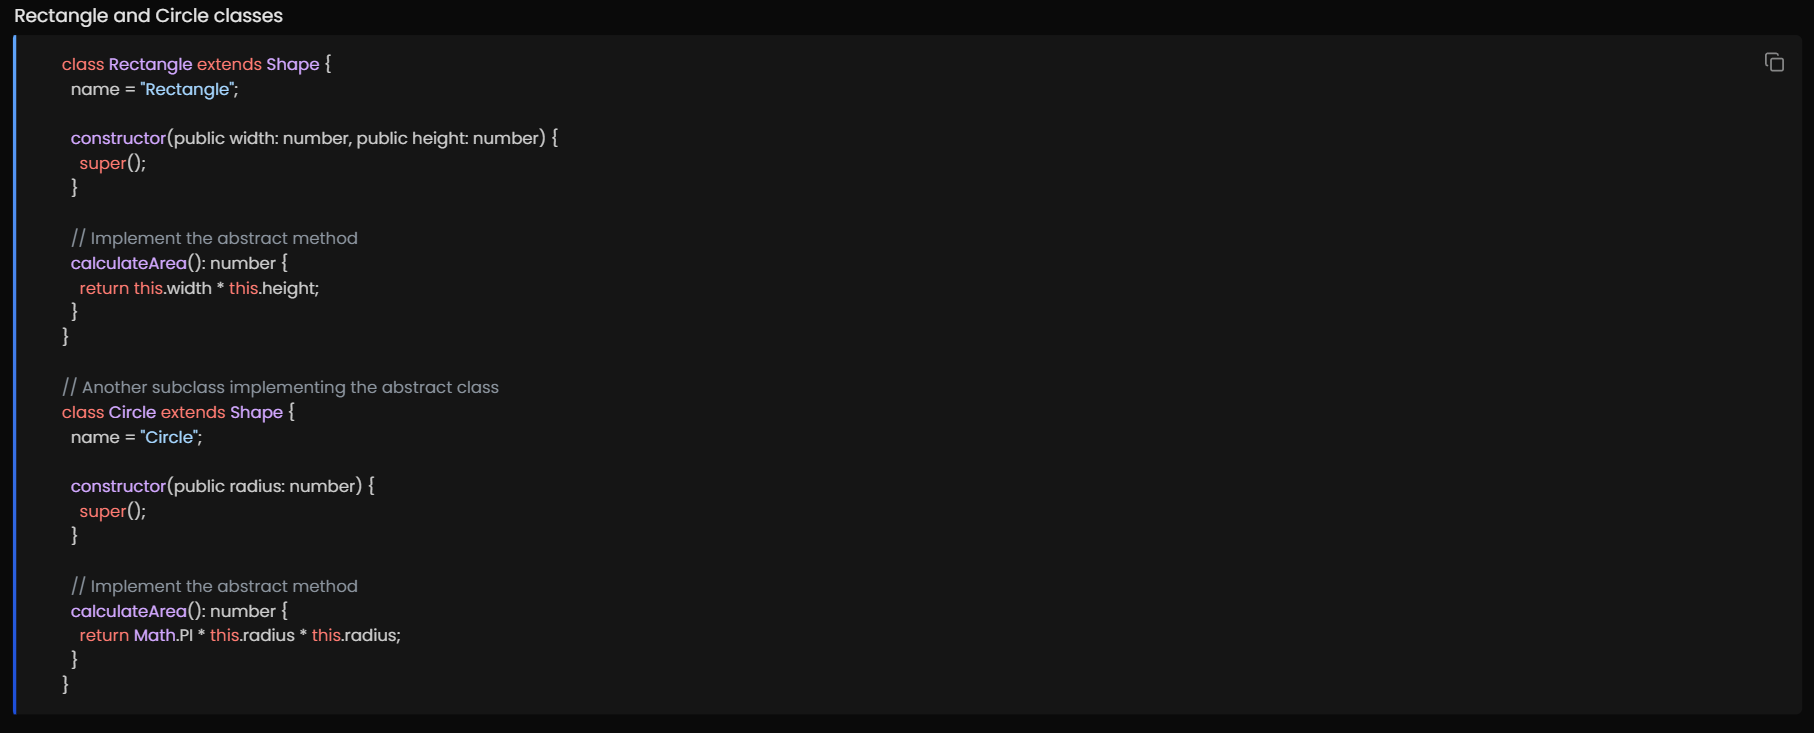 Rectangle and Circle classes
class Rectangle extends Shape {
name = "Rectangle";
constructor(public width: number, public height: number) {
super();
}
// Implement the abstract method
calculateArea(): number {
return this.width * this.height;
}
}
// Another subclass implementing the abstract class
class Circle extends Shape {
name = "Circle";
constructor(public radius: number) {
super();
}
// Implement the abstract method
calculateArea(): number {
return Math.PI * this.radius * this.radius;
}
}